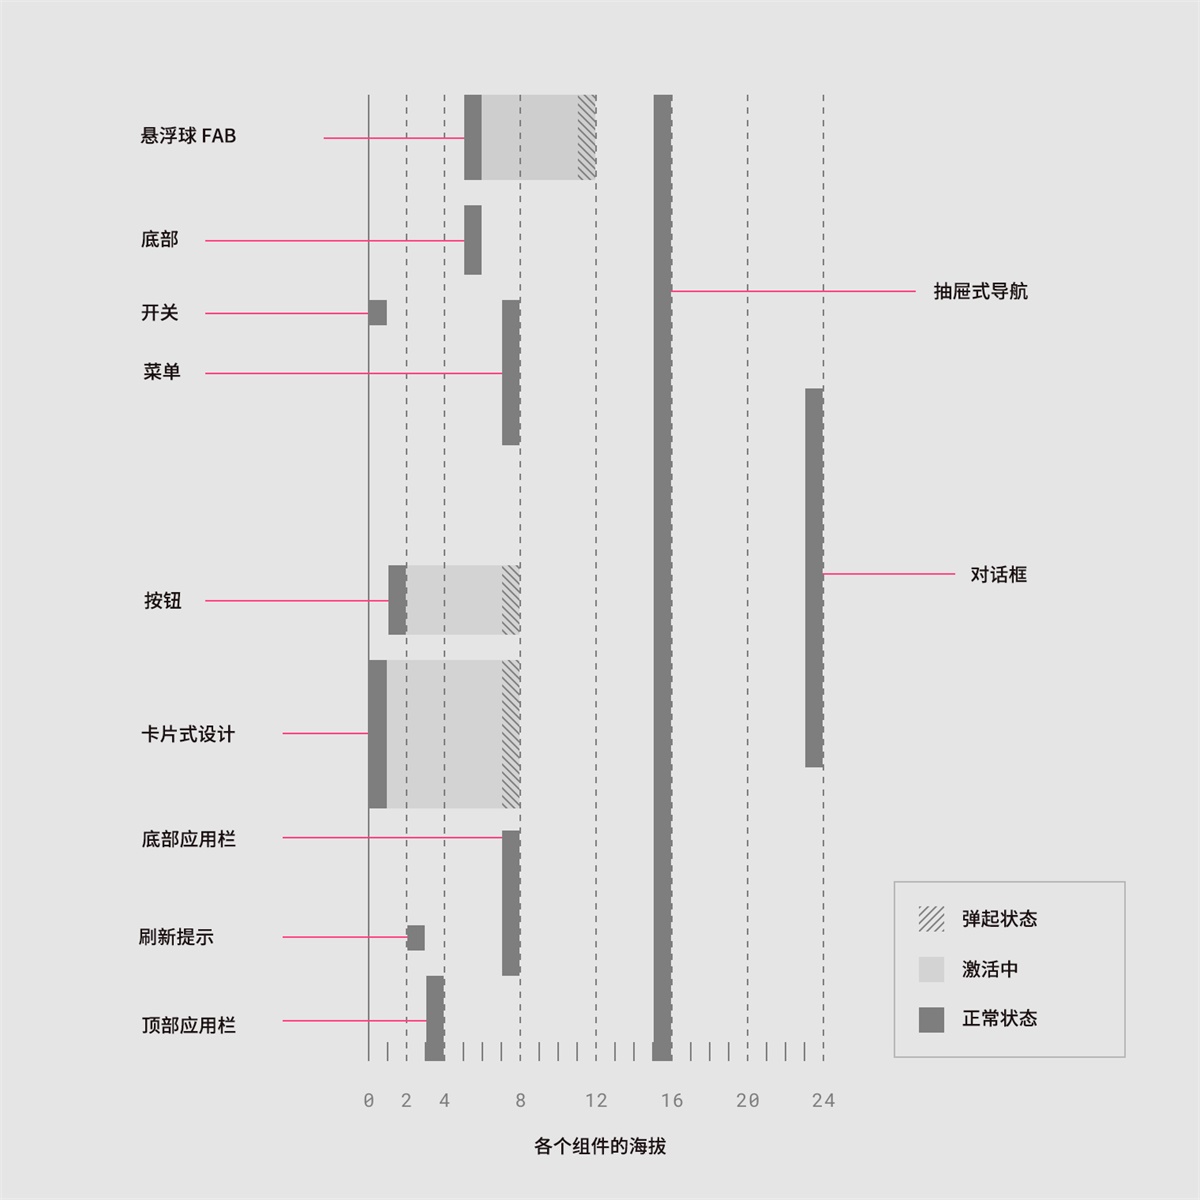 悬浮球 FAB
底部
开关
菜单
按钮
卡片式设计
底部应用栏
刷新提示
顶部应用栏
抽屉式导航
对话框
弹起状态
激活中
正常状态
0 2 4 8 12 16 20 24
各个组件的海拔